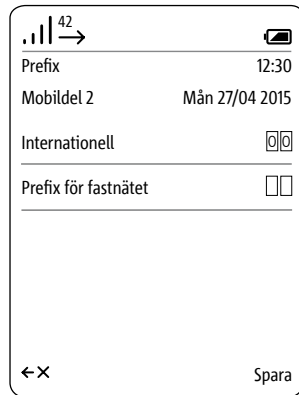 42
Prefix 12:30
Mobildel 2 Mån 27/04 2015
Internationell 00
Prefix för fastnätet
Spara